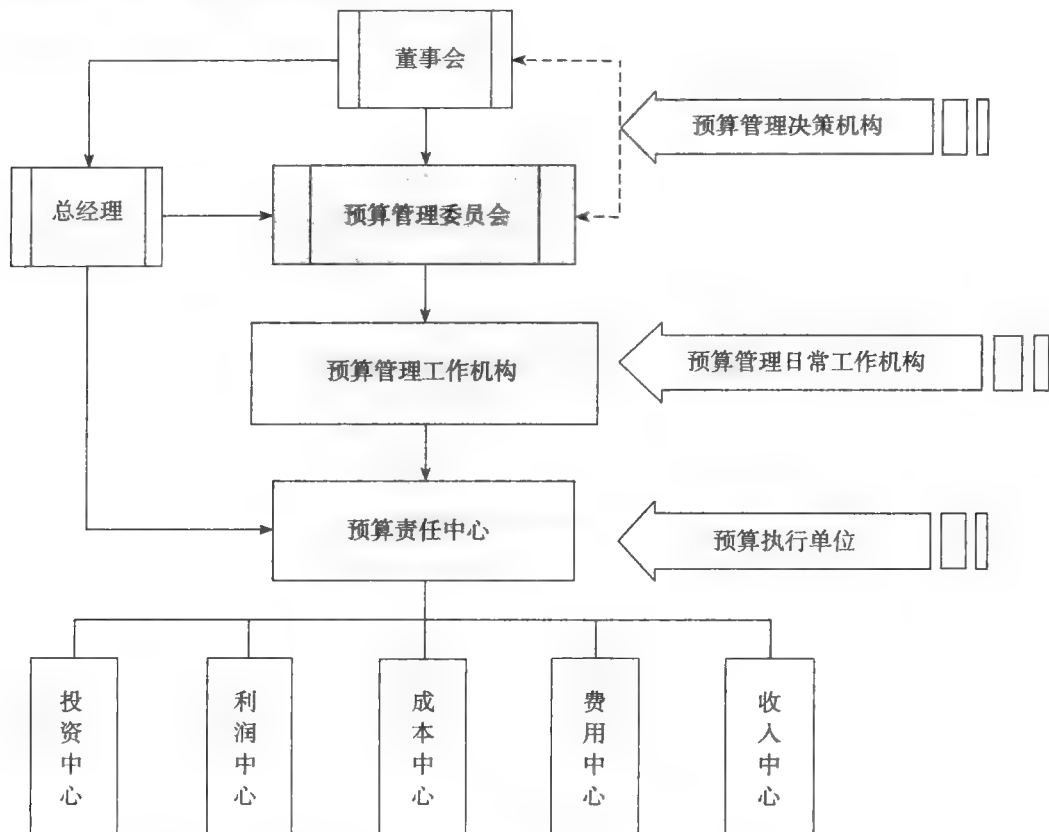 董事会
预算管理决策机构
总经理
预算管理委员会
预算管理工作机构
预算管理日常工作机构
预算责任中心
预算执行单位
投资中心
利润中心
成本中心
费用中心
收入中心